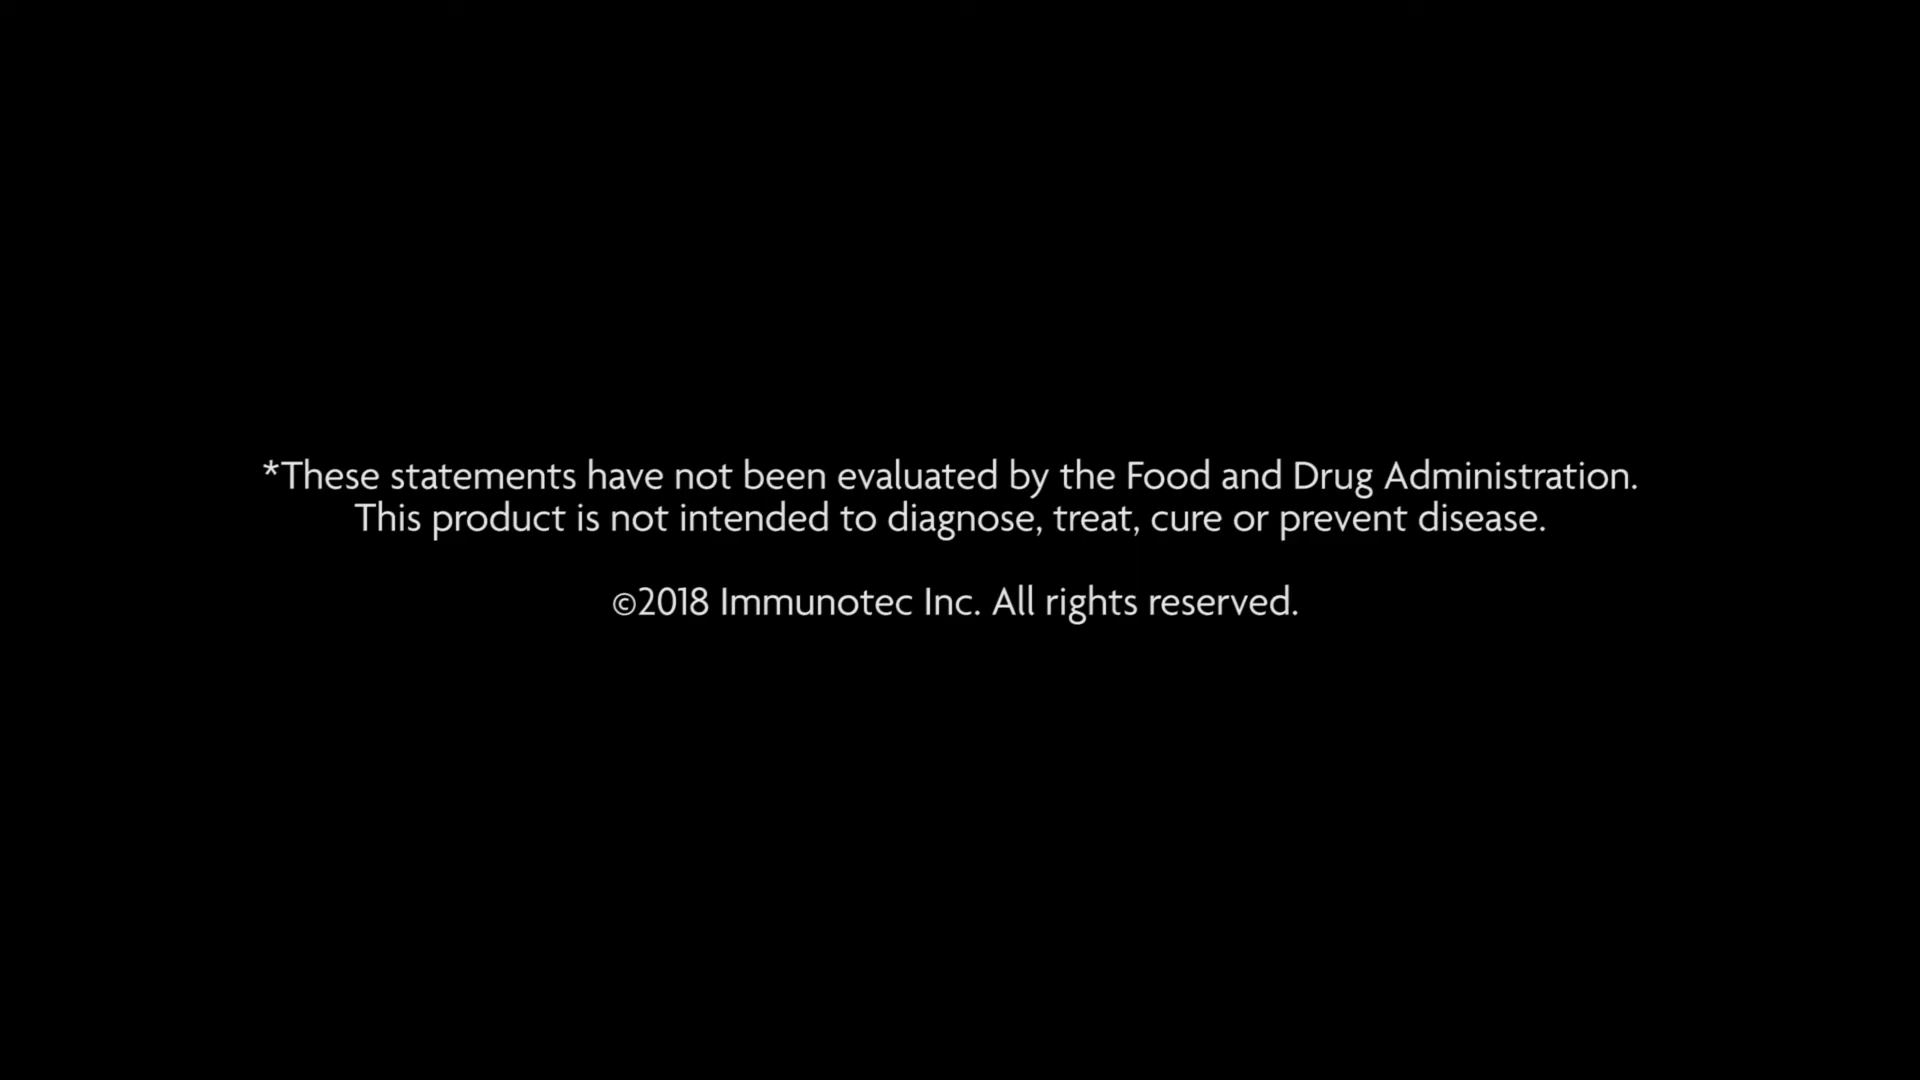 *These statements have not been evaluated by the Food and Drug Administration.
This product is not intended to diagnose, treat, cure or prevent disease.
©2018 Immunotec Inc. All rights reserved.